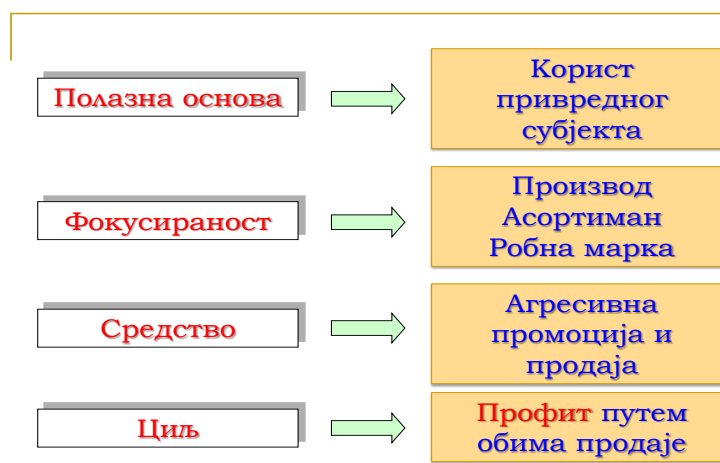 Полазна основа
Корист
привредног
субјекта
Фокусираност
Производ
Асортиман
Робна марка
Средство
Агресивна
промоција и
продаја
Циљ
Профит путем
обима продаје